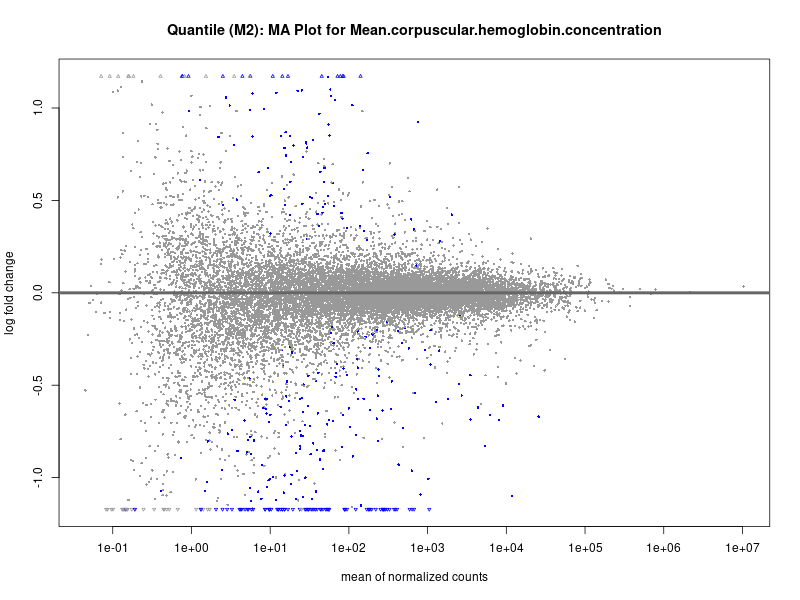 Quantile (M2): MA Plot for Mean.corpuscular.hemoglobin.concentration
log fold change
1.0
0.5
0.0
-0.5
-1.0
1e-01 1e+00 1e+01 1e+02 1e+03 1e+04 1e+05 1e+06 1e+07
mean of normalized counts